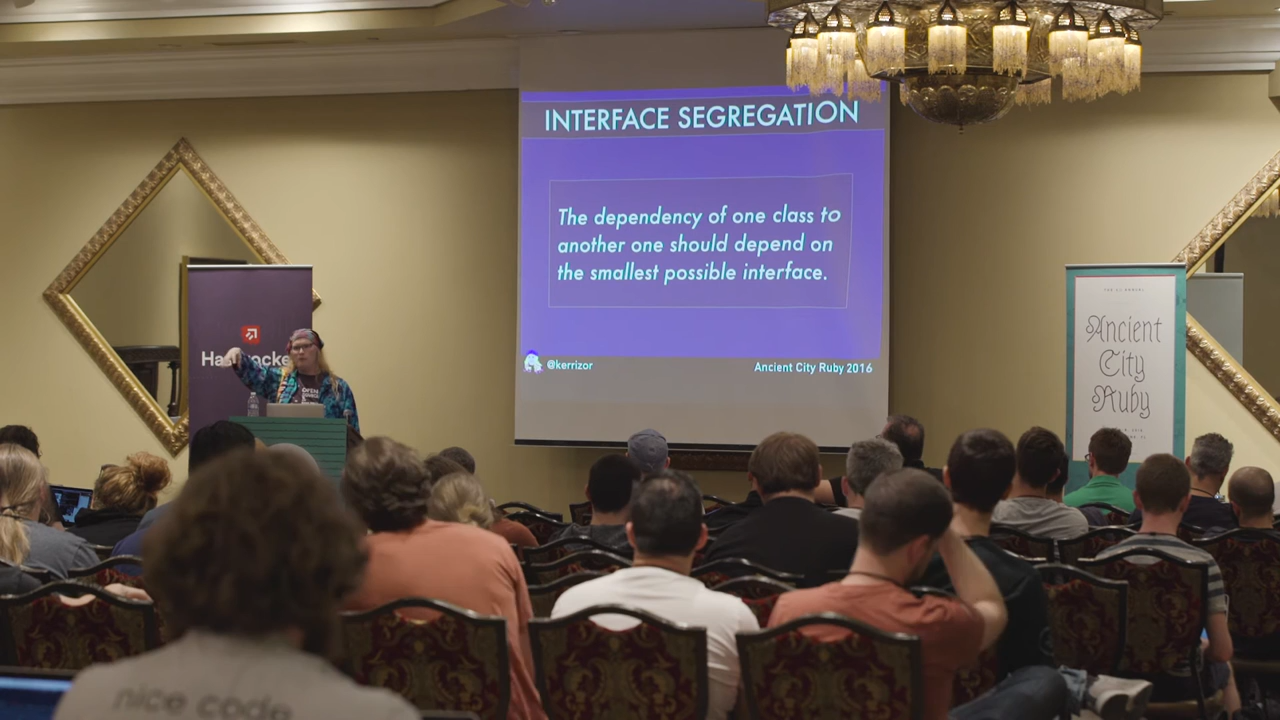 INTERFACE SEGREGATION
The dependency of one class to
another one should depend on
the smallest possible interface.
@kerrizor
Ancient City Ruby 2016
Ancient
City
Ruby
nice code